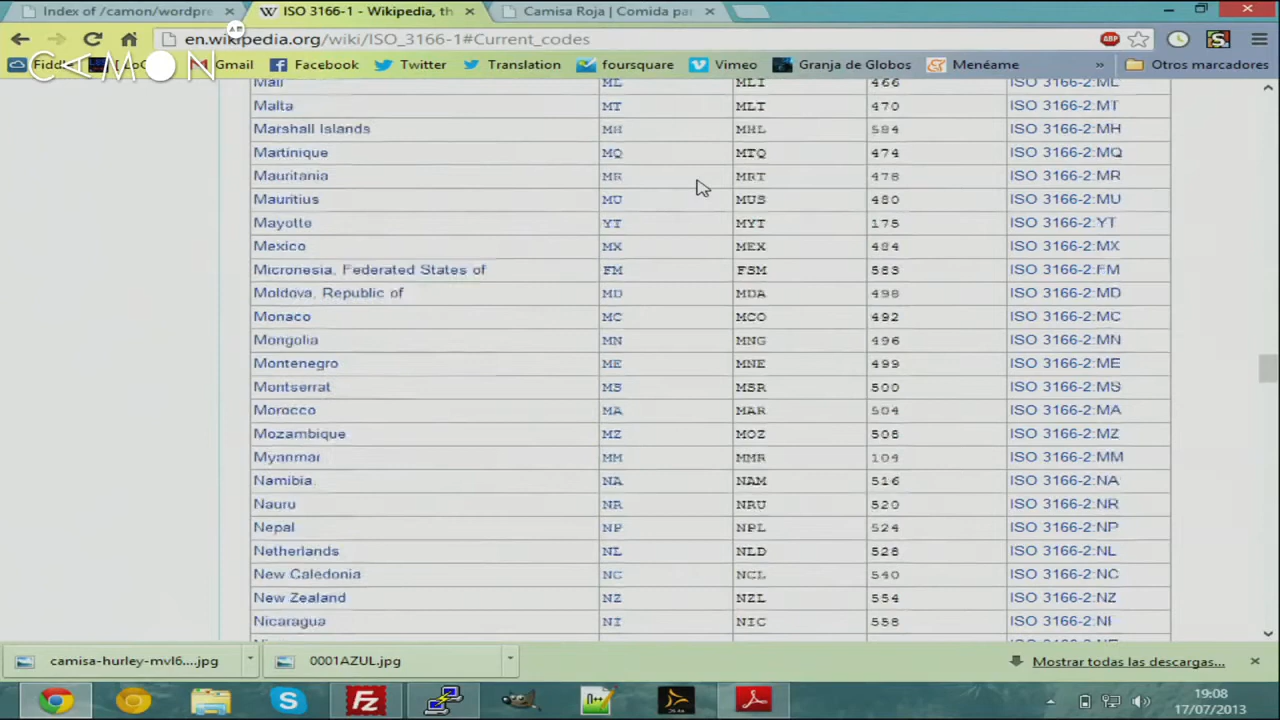 Index of /camon/wordpre
ISO 3166-1 - Wikipedia, th
Camisa Roja | Comida pa
en.wikipedia.org/wiki/ISO_3166-1#Current_codes
ABP
CAMON
Gmail
Facebook
Twitter
Translation
foursquare
Vimeo
Granja de Globos
Menéame
»
Otros marcadores
Mali ML MLI 466 ISO 3166-2:ML
Malta MT MLT 470 ISO 3166-2:MT
Marshall Islands MH MHL 584 ISO 3166-2:MH
Martinique MQ MTQ 474 ISO 3166-2:MQ
Mauritania MR MRT 478 ISO 3166-2:MR
Mauritius MU MUS 480 ISO 3166-2:MU
Mayotte YT MYT 175 ISO 3166-2:YT
Mexico MX MEX 484 ISO 3166-2:MX
Micronesia, Federated States of FM FSM 583 ISO 3166-2:FM
Moldova, Republic of MD MDA 498 ISO 3166-2:MD
Monaco MC MCO 492 ISO 3166-2:MC
Mongolia MN MNG 496 ISO 3166-2:MN
Montenegro ME MNE 499 ISO 3166-2:ME
Montserrat MS MSR 500 ISO 3166-2:MS
Morocco MA MAR 504 ISO 3166-2:MA
Mozambique MZ MOZ 508 ISO 3166-2:MZ
Myanmar MM MMR 104 ISO 3166-2:MM
Namibia NA NAM 516 ISO 3166-2:NA
Nauru NR NRU 520 ISO 3166-2:NR
Nepal NP NPL 524 ISO 3166-2:NP
Netherlands NL NLD 528 ISO 3166-2:NL
New Caledonia NC NCL 540 ISO 3166-2:NC
New Zealand NZ NZL 554 ISO 3166-2:NZ
Nicaragua NI NIC 558 ISO 3166-2:NI
camisa-hurley-mvl6....jpg
0001AZUL.jpg
Mostrar todas las descargas...
19:08
17/07/2013